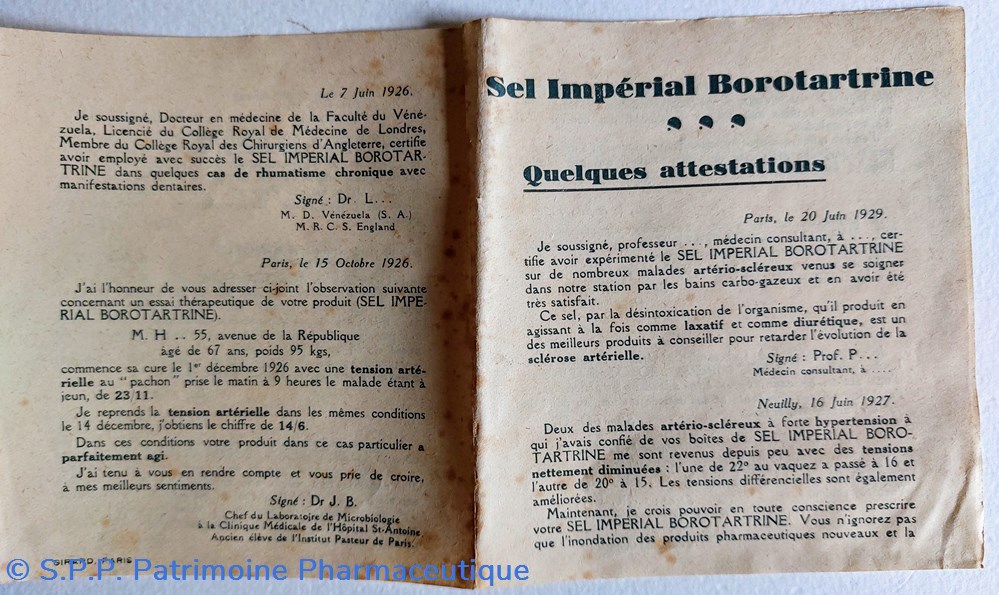 Le 7 Juin 1926.
Je soussigné, Docteur en médecine de la Faculté du Véné-
zuela, Licencié du Collège Royal de Médecine de Londres,
Membre du Collège Royal des Chirurgiens d'Angleterre, certifie
avoir employé avec succès le SEL IMPERIAL BOROTAR-
TRINE dans quelques cas de rhumatisme chronique avec
manifestations dentaires.
Signé : Dr L...
M. D. Vénézuela (S. A.)
M. R. C. S. England
Paris, le 15 Octobre 1926.
J'ai l'honneur de vous adresser ci-joint l'observation suivante
concernant un essai thérapeutique de votre produit (SEL IMPE-
RIAL BOROTARTRINE).
M. H .. 55, avenue de la République
âgé de 67 ans, poids 95 kgs,
commence sa cure le 1er décembre 1926 avec une tension arté-
rielle au "pachon" prise le matin à 9 heures le malade étant à
jeun, de 23/11.
Je reprends la tension artérielle dans les mêmes conditions
le 14 décembre, j'obtiens le chiffre de 14/6.
Dans ces conditions votre produit dans ce cas particulier a
parfaitement agi.
J'ai tenu à vous en rendre compte et vous prie de croire,
à mes meilleurs sentiments.
Signé : Dr J. B.
Chef du Laboratoire de Microbiologie
à la Clinique Médicale de l'Hôpital St-Antoine
Ancien élève de l'Institut Pasteur de Paris.
GIRARD, PARIS
Sel Impérial Borotartrine
Quelques attestations
Paris, le 20 Juin 1929.
Je soussigné, professeur ..., médecin consultant, à ..., cer-
tifie avoir expérimenté le SEL IMPERIAL BOROTARTRINE
sur de nombreux malades artério-scléreux venus se soigner
dans notre station par les bains carbo-gazeux et en avoir été
très satisfait.
Ce sel, par la désintoxication de l'organisme, qu'il produit en
agissant à la fois comme laxatif et comme diurétique, est un
des meilleurs produits à conseiller pour retarder l'évolution de la
sclérose artérielle.
Signé : Prof. P...
Médecin consultant, à ....
Neuilly, 16 Juin 1927.
Deux des malades artério-scléreux à forte hypertension à
qui j'avais confié de vos boîtes de SEL IMPERIAL BORO-
TARTRINE me sont revenus depuis peu avec des tensions
nettement diminuées : l'une de 22° au vaquez a passé à 16 et
l'autre de 20° à 15. Les tensions différencielles sont également
améliorées.
Maintenant, je crois pouvoir en toute conscience prescrire
votre SEL IMPERIAL BOROTARTRINE. Vous n'ignorez pas
que l'inondation des produits pharmaceutiques nouveaux et la
© S.P.P. Patrimoine Pharmaceutique